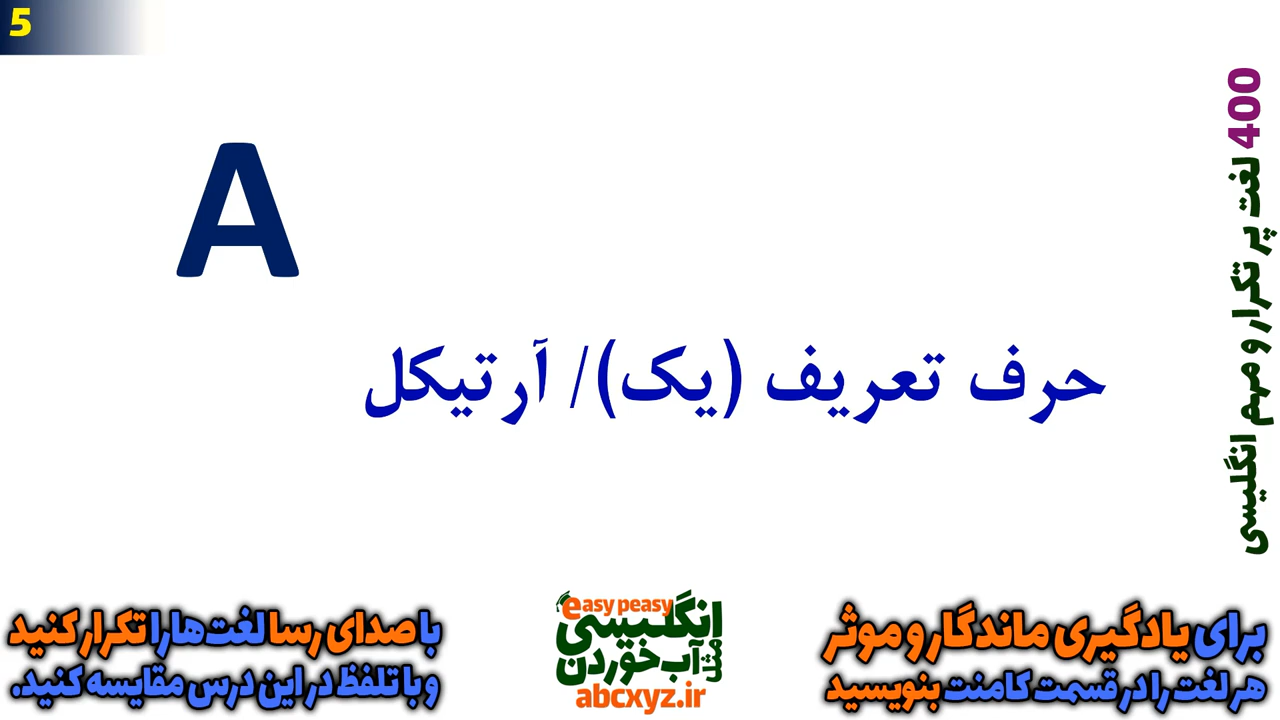 5
A
حرف تعریف (یک)/ آرتیکل
400 لغت پر تکرار و مهم انگلیسی
برای یادگیری ماندگار و موثر
هر لغت را در قسمت کامنت بنویسید
easy peasy
انگلیسی
مثل آب خوردن
abcxyz.ir
با صدای رسا لغت‌ها را تکرار کنید
و با تلفظ در این درس مقایسه کنید.